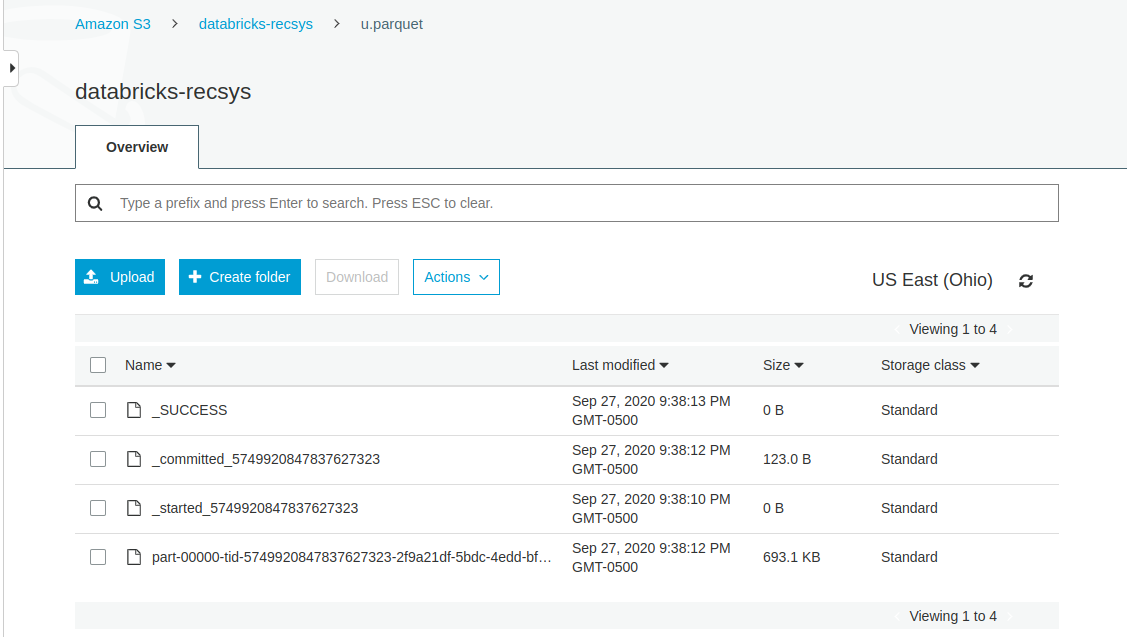 Amazon S3 > databricks-recsys > u.parquet
databricks-recsys
Overview
Type a prefix and press Enter to search. Press ESC to clear.
Upload Create folder Download Actions US East (Ohio)
Viewing 1 to 4
Name Last modified Size Storage class
_SUCCESS Sep 27, 2020 9:38:13 PM 0 B Standard
GMT-0500
_committed_5749920847837627323 Sep 27, 2020 9:38:12 PM 123.0 B Standard
GMT-0500
_started_5749920847837627323 Sep 27, 2020 9:38:10 PM 0 B Standard
GMT-0500
part-00000-tid-5749920847837627323-2f9a21df-5bdc-4edd-bf… Sep 27, 2020 9:38:12 PM 693.1 KB Standard
GMT-0500
Viewing 1 to 4